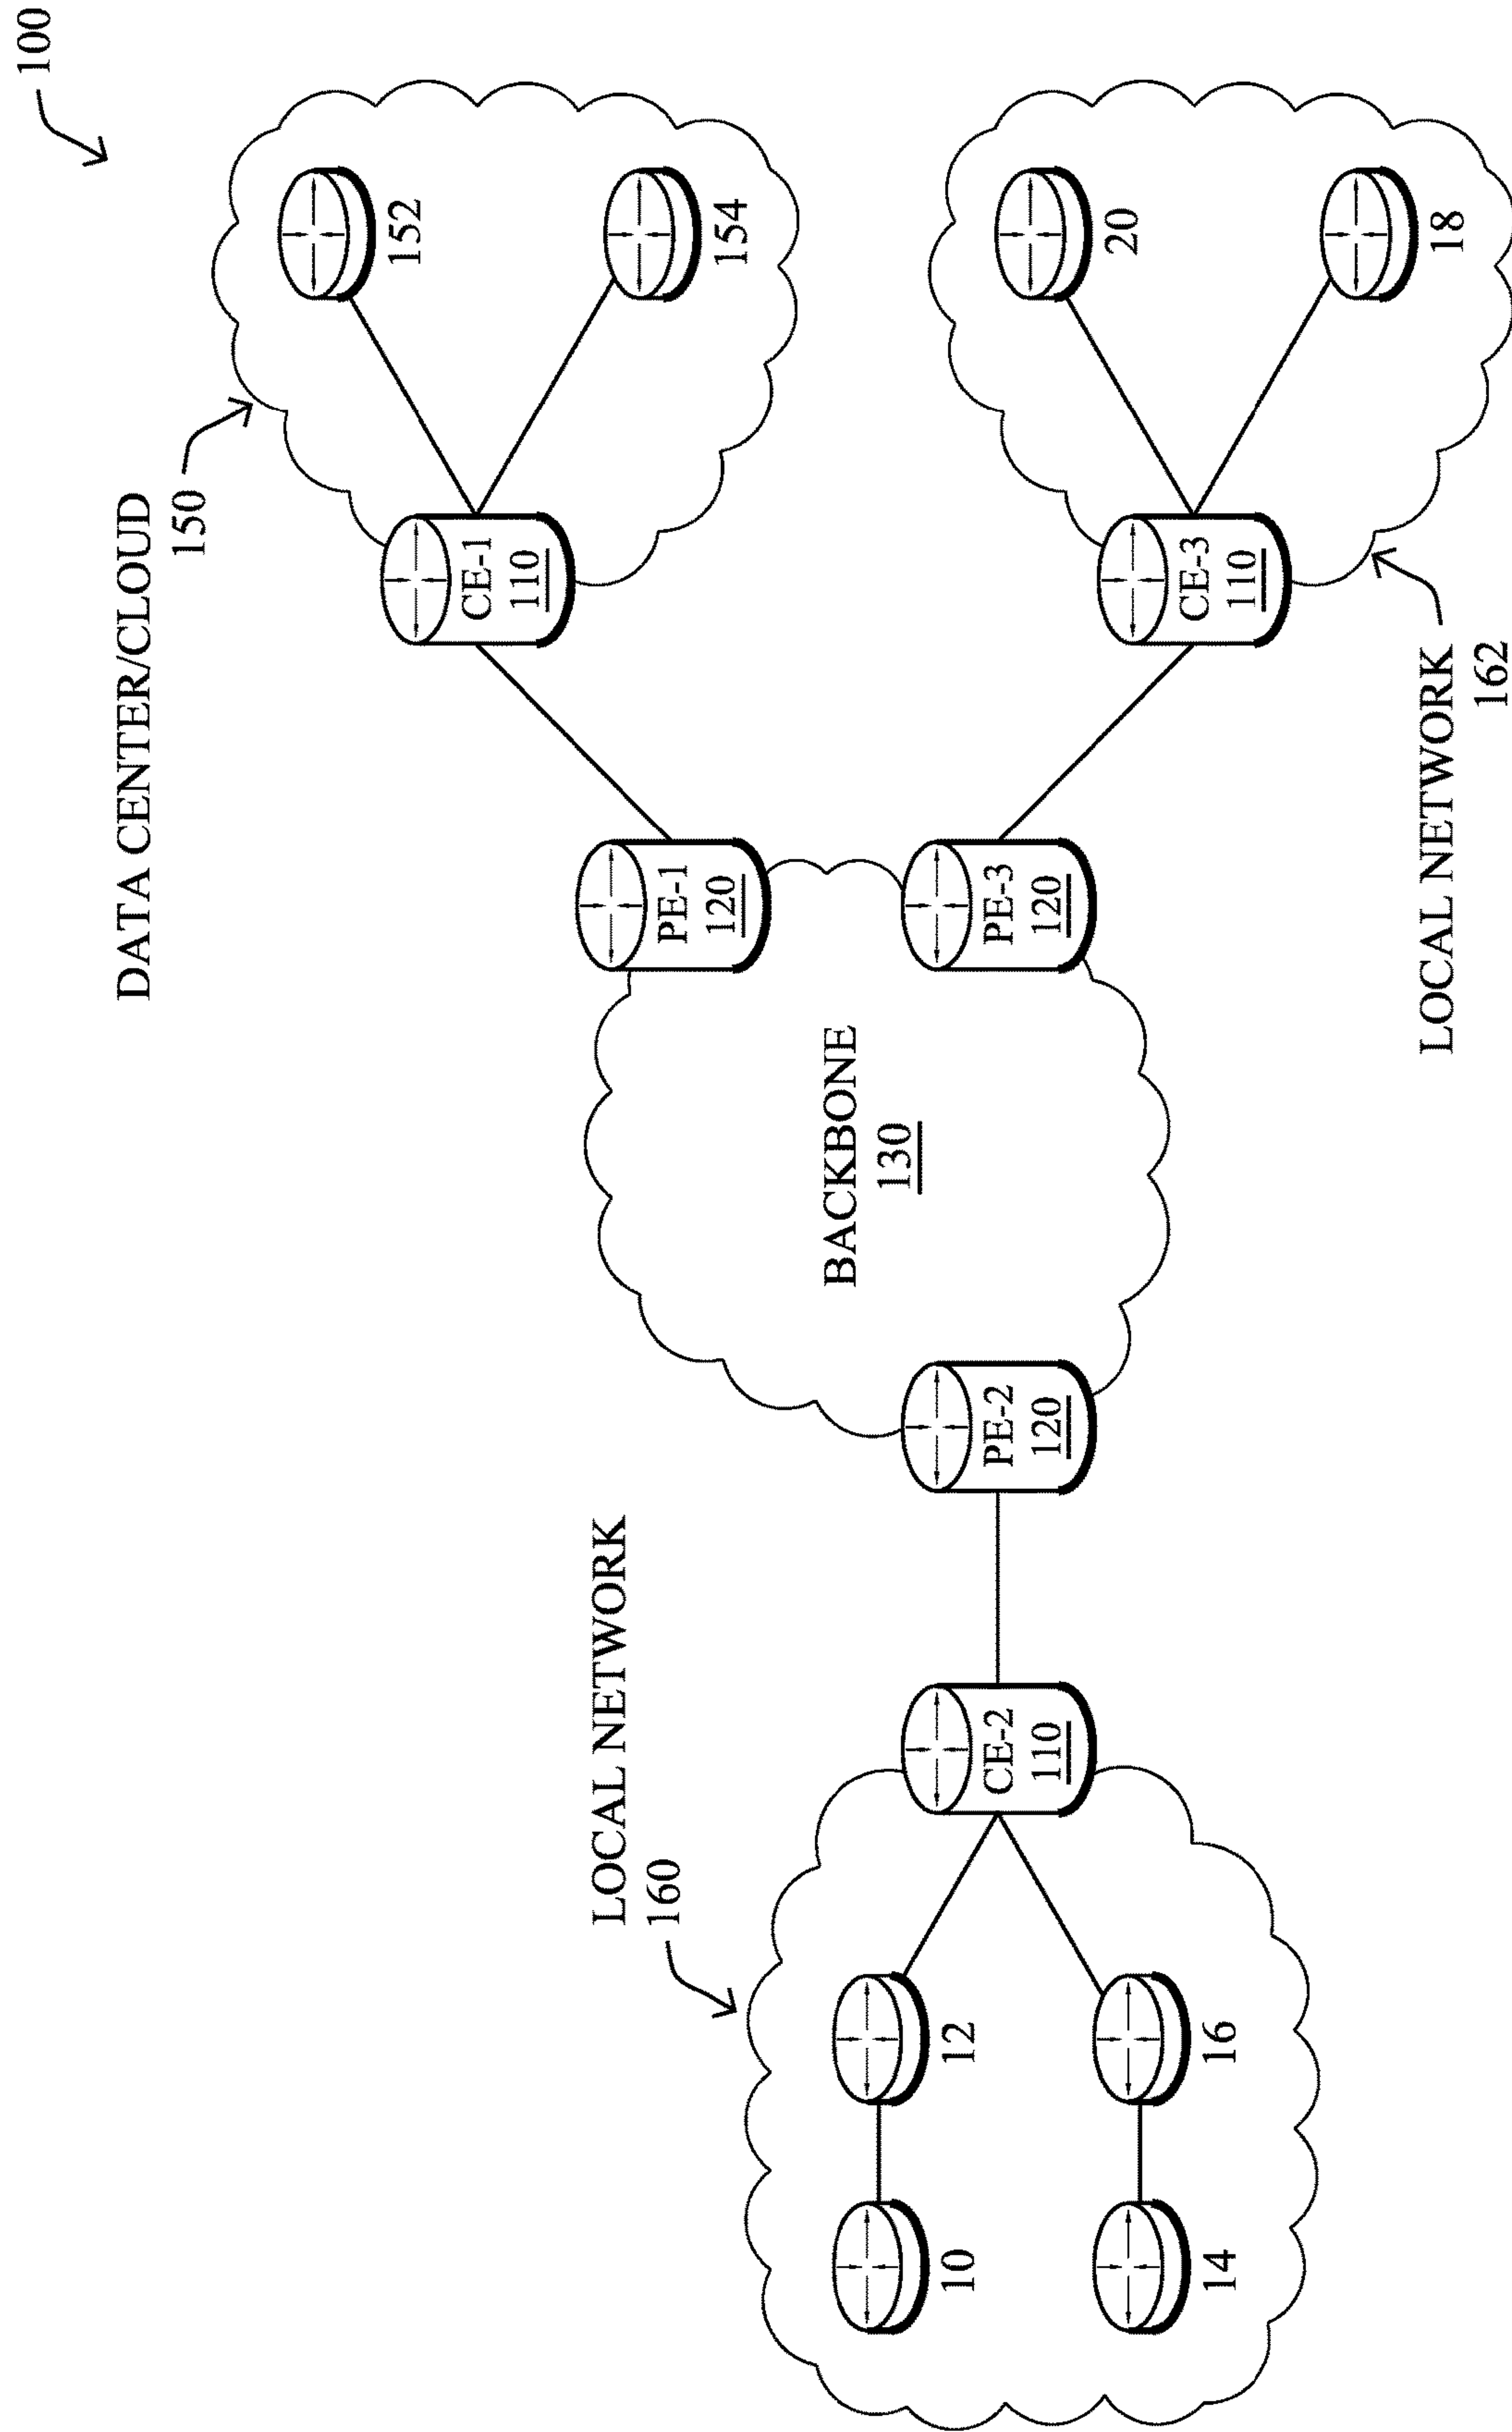 100
DATA CENTER/CLOUD
150
152
154
CE-1
110
PE-1
120
BACKBONE
130
PE-3
120
PE-2
120
CE-3
110
20
18
LOCAL NETWORK
162
LOCAL NETWORK
160
CE-2
110
12
10
16
14